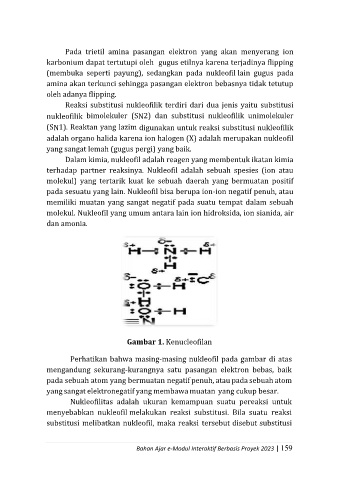 Pada trietil amina pasangan elektron yang akan menyerang ion
karbonium dapat tertutupi oleh gugus etilnya karena terjadinya flipping
(membuka seperti payung), sedangkan pada nukleofil lain gugus pada
amina akan terkunci sehingga pasangan elektron bebasnya tidak tetutup
oleh adanya flipping.
Reaksi substitusi nukleofilik terdiri dari dua jenis yaitu substitusi
nukleofilik bimolekuler (SN2) dan substitusi nukleofilik unimolekuler
(SN1). Reaktan yang lazim digunakan untuk reaksi substitusi nukleofilik
adalah organo halida karena ion halogen (X) adalah merupakan nukleofil
yang sangat lemah (gugus pergi) yang baik.
Dalam kimia, nukleofil adalah reagen yang membentuk ikatan kimia
terhadap partner reaksinya. Nukleofil adalah sebuah spesies (ion atau
molekul) yang tertarik kuat ke sebuah daerah yang bermuatan positif
pada sesuatu yang lain. Nukleofil bisa berupa ion-ion negatif penuh, atau
memiliki muatan yang sangat negatif pada suatu tempat dalam sebuah
molekul. Nukleofil yang umum antara lain ion hidroksida, ion sianida, air
dan amonia.
δ+ δ− δ+
H N H
H
δ+
δ− δ+ δ−
:O H :C
H
δ+
:O H
N
Gambar 1. Kenucleofilan
Perhatikan bahwa masing-masing nukleofil pada gambar di atas
mengandung sekurang-kurangnya satu pasangan elektron bebas, baik
pada sebuah atom yang bermuatan negatif penuh, atau pada sebuah atom
yang sangat elektronegatif yang membawa muatan yang cukup besar.
Nukleofilitas adalah ukuran kemampuan suatu pereaksi untuk
menyebabkan nukleofil melakukan reaksi substitusi. Bila suatu reaksi
substitusi melibatkan nukleofil, maka reaksi tersebut disebut substitusi
Bahan Ajar e-Modul Interaktif Berbasis Proyek 2023 | 159